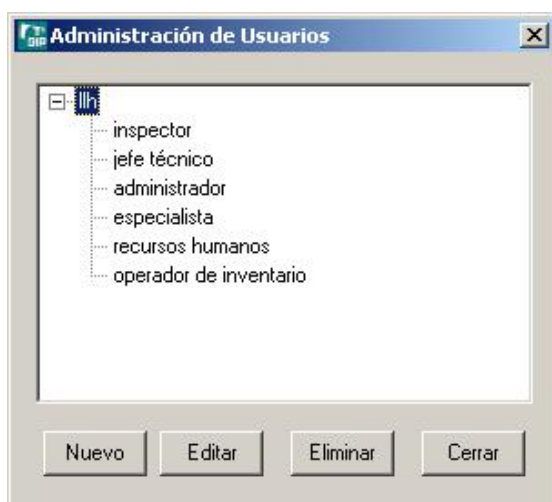 Administración de Usuarios
llh
inspector
jefe técnico
administrador
especialista
recursos humanos
operador de inventario
Nuevo Editar Eliminar Cerrar